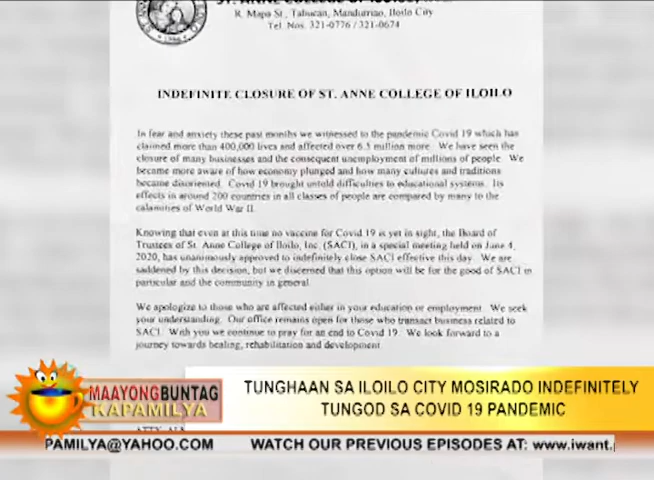 ST. ANNE COLLEGE OF ILOILO, INC.
R. Mapa St., Tabucan, Mandurriao, Iloilo City
Tel. Nos. 321-0776 / 321-0674
INDEFINITE CLOSURE OF ST. ANNE COLLEGE OF ILOILO
In fear and anxiety these past months we witnessed to the pandemic Covid 19 which has
claimed more than 400,000 lives and affected over 6.5 million more. We have seen the
closure of many businesses and the consequent unemployment of millions of people. We
became more aware of how economy plunged and how many cultures and traditions
became disoriented. Covid 19 brought untold difficulties to educational systems. Its
effects in around 200 countries in all classes of people are compared by many to the
calamities of World War II.
Knowing that even at this time no vaccine for Covid 19 is yet in sight, the Board of
Trustees of St. Anne College of Iloilo, Inc. (SACI), in a special meeting held on June 4,
2020, has unanimously approved to indefinitely close SACI effective this day. We are
saddened by this decision, but we discerned that this option will be for the good of SACI in
particular and the community in general.
We apologize to those who are affected either in your education or employment. We seek
your understanding. Our office remains open for those who transact business related to
SACI. With you we continue to pray for an end to Covid 19. We look forward to a
journey towards healing, rehabilitation and development.
MAAYONG BUNTAG
KAPAMILYA
TUNGHAAN SA ILOILO CITY MOSIRADO INDEFINITELY
TUNGOD SA COVID 19 PANDEMIC
PAMILYA@YAHOO.COM WATCH OUR PREVIOUS EPISODES AT: www.iwant.